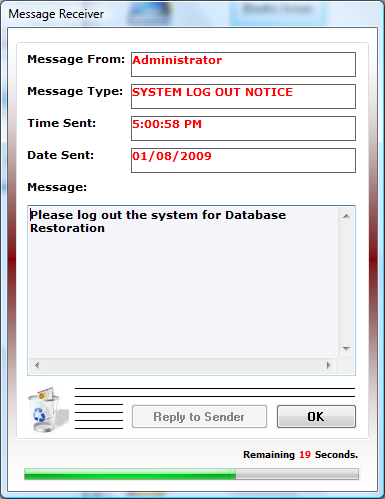 Message Receiver
Message From: Administrator
Message Type: SYSTEM LOG OUT NOTICE
Time Sent: 5:00:58 PM
Date Sent: 01/08/2009
Message:
Please log out the system for Database
Restoration
Reply to Sender OK
Remaining 19 Seconds.